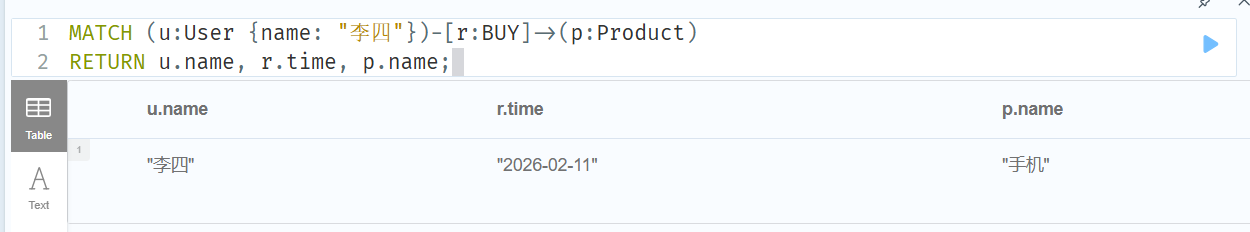 1 MATCH (u:User {name: "李四"})-[r:BUY]->(p:Product)
2 RETURN u.name, r.time, p.name;
Table
u.name r.time p.name
1
"李四" "2026-02-11" "手机"
A
Text